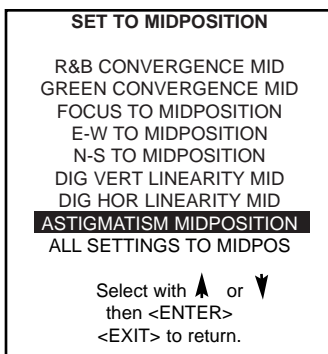 SET TO MIDPOSITION
R&B CONVERGENCE MID
GREEN CONVERGENCE MID
FOCUS TO MIDPOSITION
E-W TO MIDPOSITION
N-S TO MIDPOSITION
DIG VERT LINEARITY MID
DIG HOR LINEARITY MID
ASTIGMATISM MIDPOSITION
ALL SETTINGS TO MIDPOS
Select with or
then <ENTER>
<EXIT> to return.